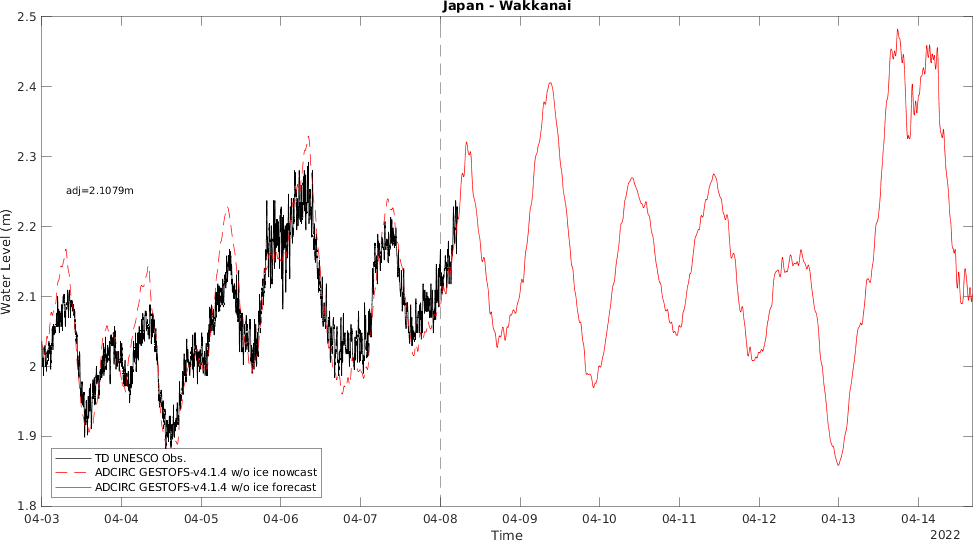 Japan - Wakkanai
2.5
2.4
2.3
2.2
2.1
2
1.9
1.8
Water Level (m)
adj=2.1079m
TD UNESCO Obs.
ADCIRC GESTOFS-v4.1.4 w/o ice nowcast
ADCIRC GESTOFS-v4.1.4 w/o ice forecast
04-03 04-04 04-05 04-06 04-07 04-08 04-09 04-10 04-11 04-12 04-13 04-14
2022
Time